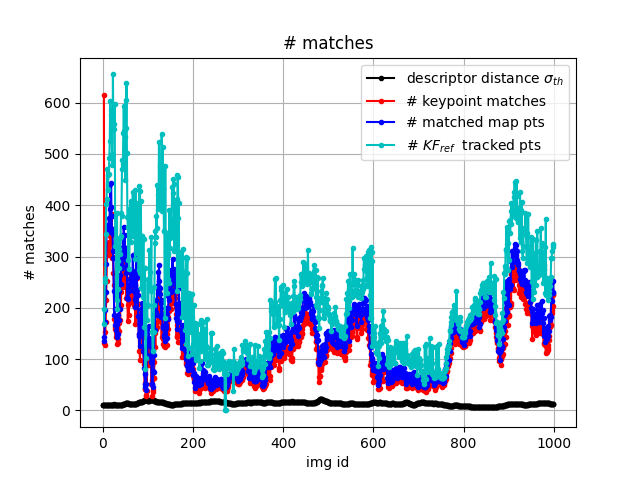 # matches
descriptor distance σth
# keypoint matches
# matched map pts
# KFref tracked pts
# matches
600
500
400
300
200
100
0
0 200 400 600 800 1000
img id